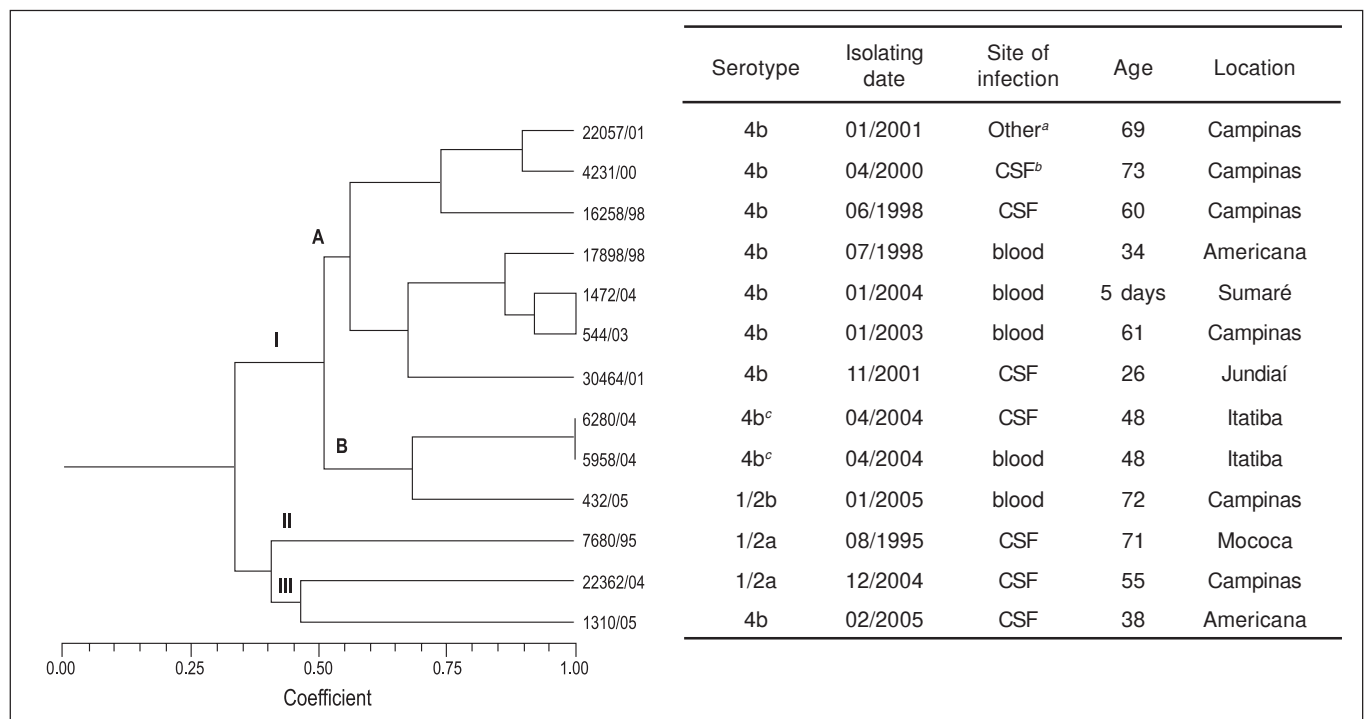 Serotype Isolating date Site of infection Age Location
22057/01 4b 01/2001 Otherᵃ 69 Campinas
4231/00 4b 04/2000 CSFᵇ 73 Campinas
16258/98 4b 06/1998 CSF 60 Campinas
A
17898/98 4b 07/1998 blood 34 Americana
1472/04 4b 01/2004 blood 5 days Sumaré
544/03 4b 01/2003 blood 61 Campinas
I
30464/01 4b 11/2001 CSF 26 Jundiaí
6280/04 4bᶜ 04/2004 CSF 48 Itatiba
B
5958/04 4bᶜ 04/2004 blood 48 Itatiba
432/05 1/2b 01/2005 blood 72 Campinas
II
7680/95 1/2a 08/1995 CSF 71 Mococa
III
22362/04 1/2a 12/2004 CSF 55 Campinas
1310/05 4b 02/2005 CSF 38 Americana
0.00 0.25 0.50 0.75 1.00
Coefficient